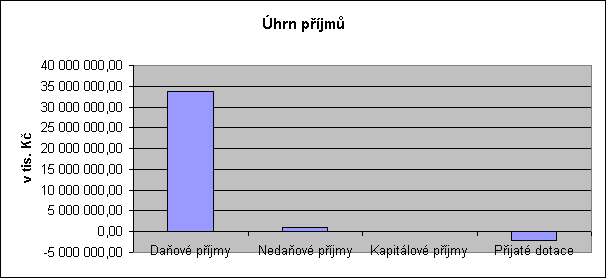 Úhrn příjmů
v tis. Kč
40 000 000,00
35 000 000,00
30 000 000,00
25 000 000,00
20 000 000,00
15 000 000,00
10 000 000,00
5 000 000,00
0,00
-5 000 000,00
Daňové příjmy Nedaňové příjmy Kapitálové příjmy Přijaté dotace